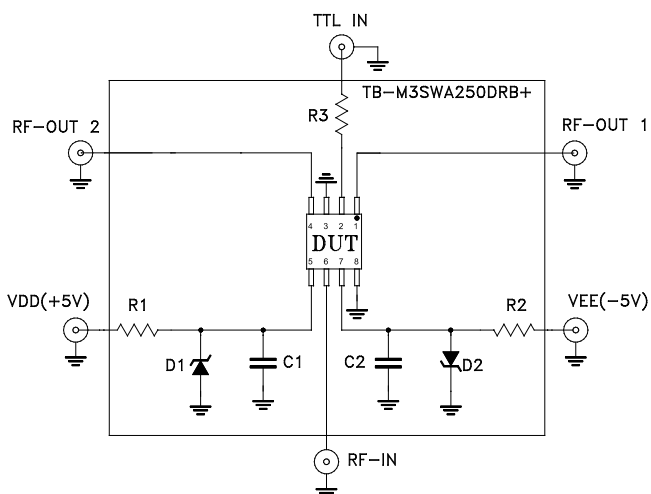 TTL IN
TB-M3SWA250DRB+
R3
RF-OUT 2
RF-OUT 1
4 3 2 1
DUT
5 6 7 8
VDD(+5V)
R1
R2
VEE(-5V)
D1
C1
C2
D2
RF-IN